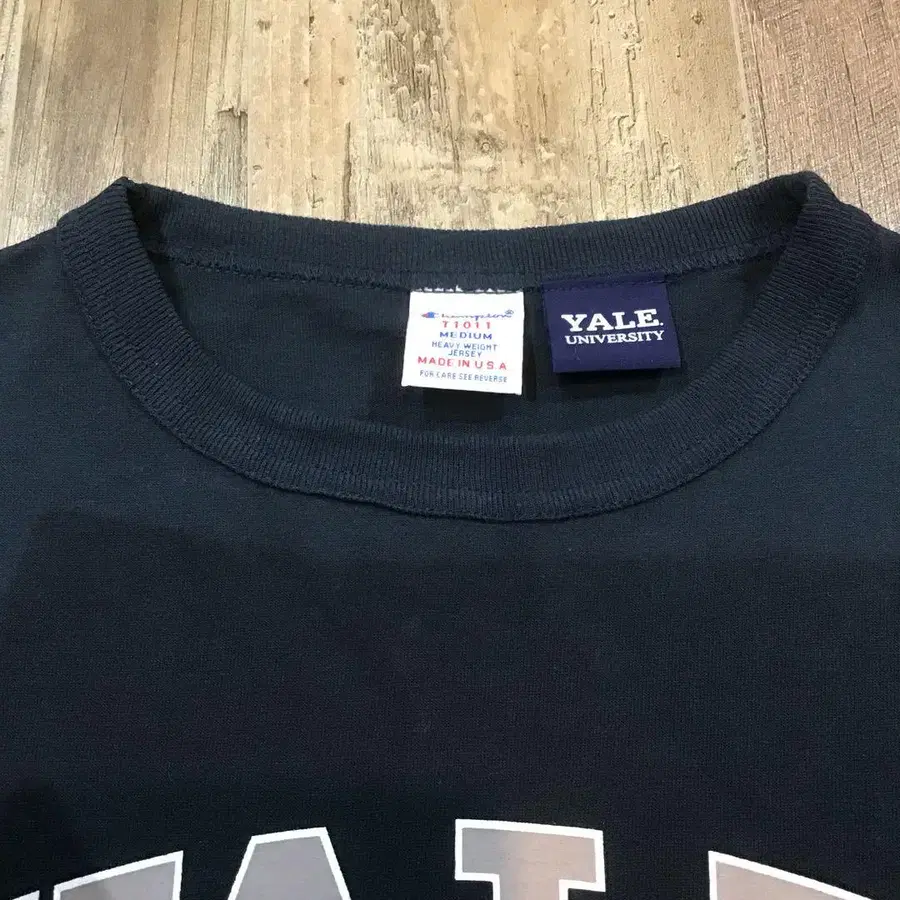 Champion®
T1011
MEDIUM
HEAVY WEIGHT
JERSEY
MADE IN U.S.A
FOR CARE SEE REVERSE
YALE.
UNIVERSITY